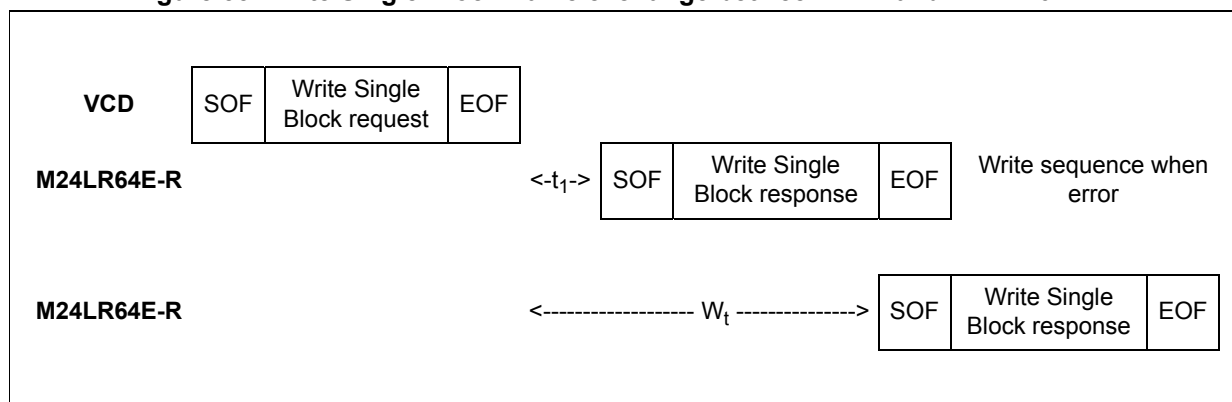 VCD SOF Write Single Block request EOF
M24LR64E-R <-t1-> SOF Write Single Block response EOF Write sequence when error
M24LR64E-R <------------------- Wt ---------------> SOF Write Single Block response EOF